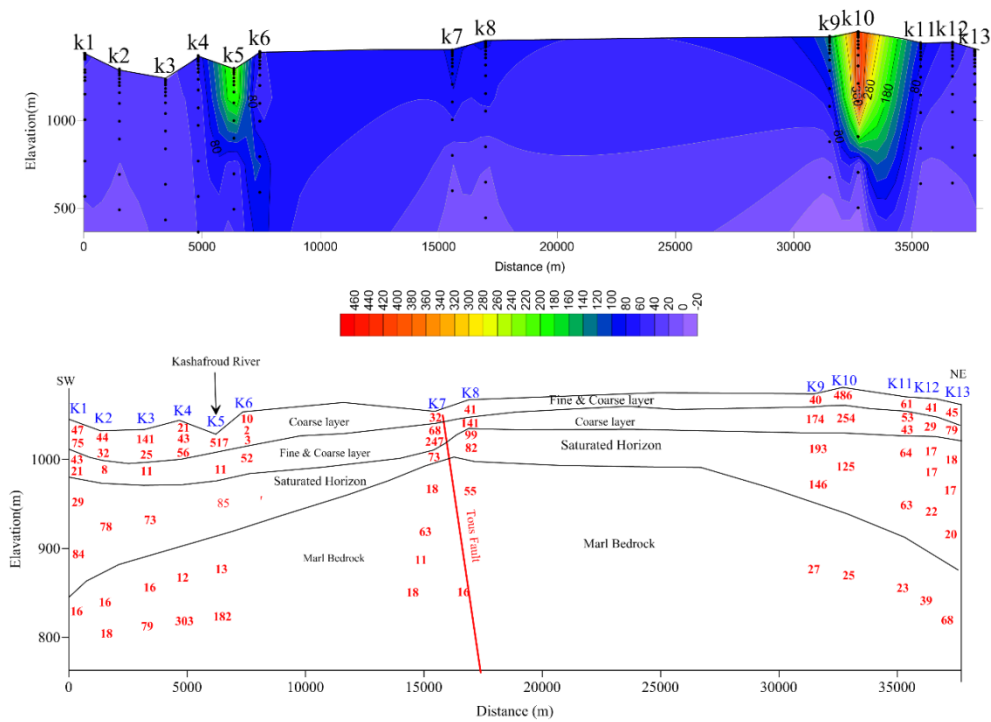 k1 k2 k3 k4 k5 k6 k7 k8 k9 k10 k11 k12 k13
Elavation(m)
1000
500
80
80
300
280
180
80
80
0 5000 10000 15000 20000 25000 30000 35000
Distance (m)
460 440 420 400 380 360 340 320 300 280 260 240 220 200 180 160 140 120 100 80 60 40 20 0 -20
Kashafroud River
SW NE
K1 K2 K3 K4 K5 K6 K7 K8 K9 K10 K11 K12 K13
Fine & Coarse layer
Coarse layer Coarse layer
Fine & Coarse layer
Saturated Horizon
Saturated Horizon
Marl Bedrock
Marl Bedrock
Tous Fault
47 75 43 21 29 84 16
44 32 8 78 16 18
141 25 11 73 16 79
21 43 56 12 303
517 11 85 13 182
10 2 3 52
32 68 247 73 18 63 11 18
41 141 99 82 55 16
40 174 193 146 27
486 254 125 25
61 53 43 64 63 23
41 29 17 17 22 39
45 79 18 17 20 68
Elavation(m)
1000
900
800
0 5000 10000 15000 20000 25000 30000 35000
Distance (m)